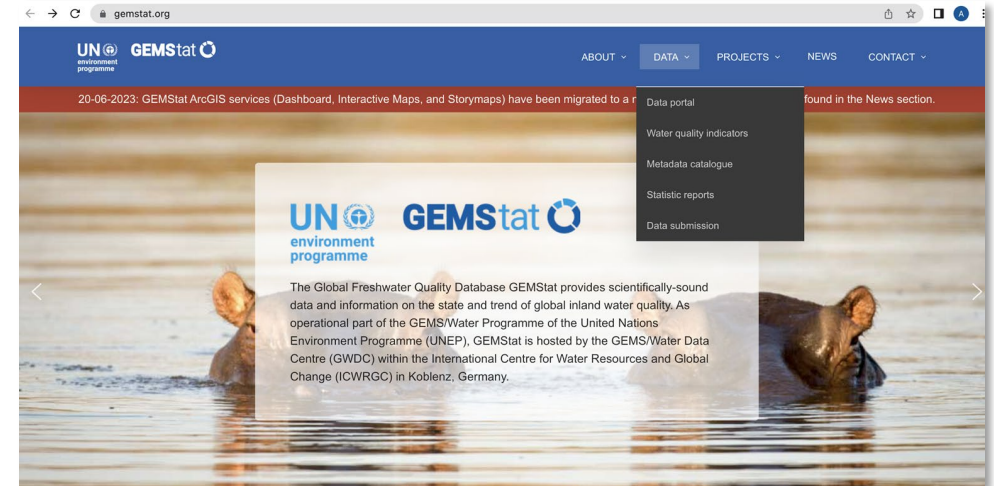 gemstat.org
A
UN
environment
programme
GEMStat
ABOUT
DATA
PROJECTS
NEWS
CONTACT
20-06-2023: GEMStat ArcGIS services (Dashboard, Interactive Maps, and Storymaps) have been migrated to a found in the News section.
Data portal
Water quality indicators
Metadata catalogue
Statistic reports
Data submission
UN
environment
programme
GEMStat
The Global Freshwater Quality Database GEMStat provides scientifically-sound
data and information on the state and trend of global inland water quality. As
operational part of the GEMS/Water Programme of the United Nations
Environment Programme (UNEP), GEMStat is hosted by the GEMS/Water Data
Centre (GWDC) within the International Centre for Water Resources and Global
Change (ICWRGC) in Koblenz, Germany.